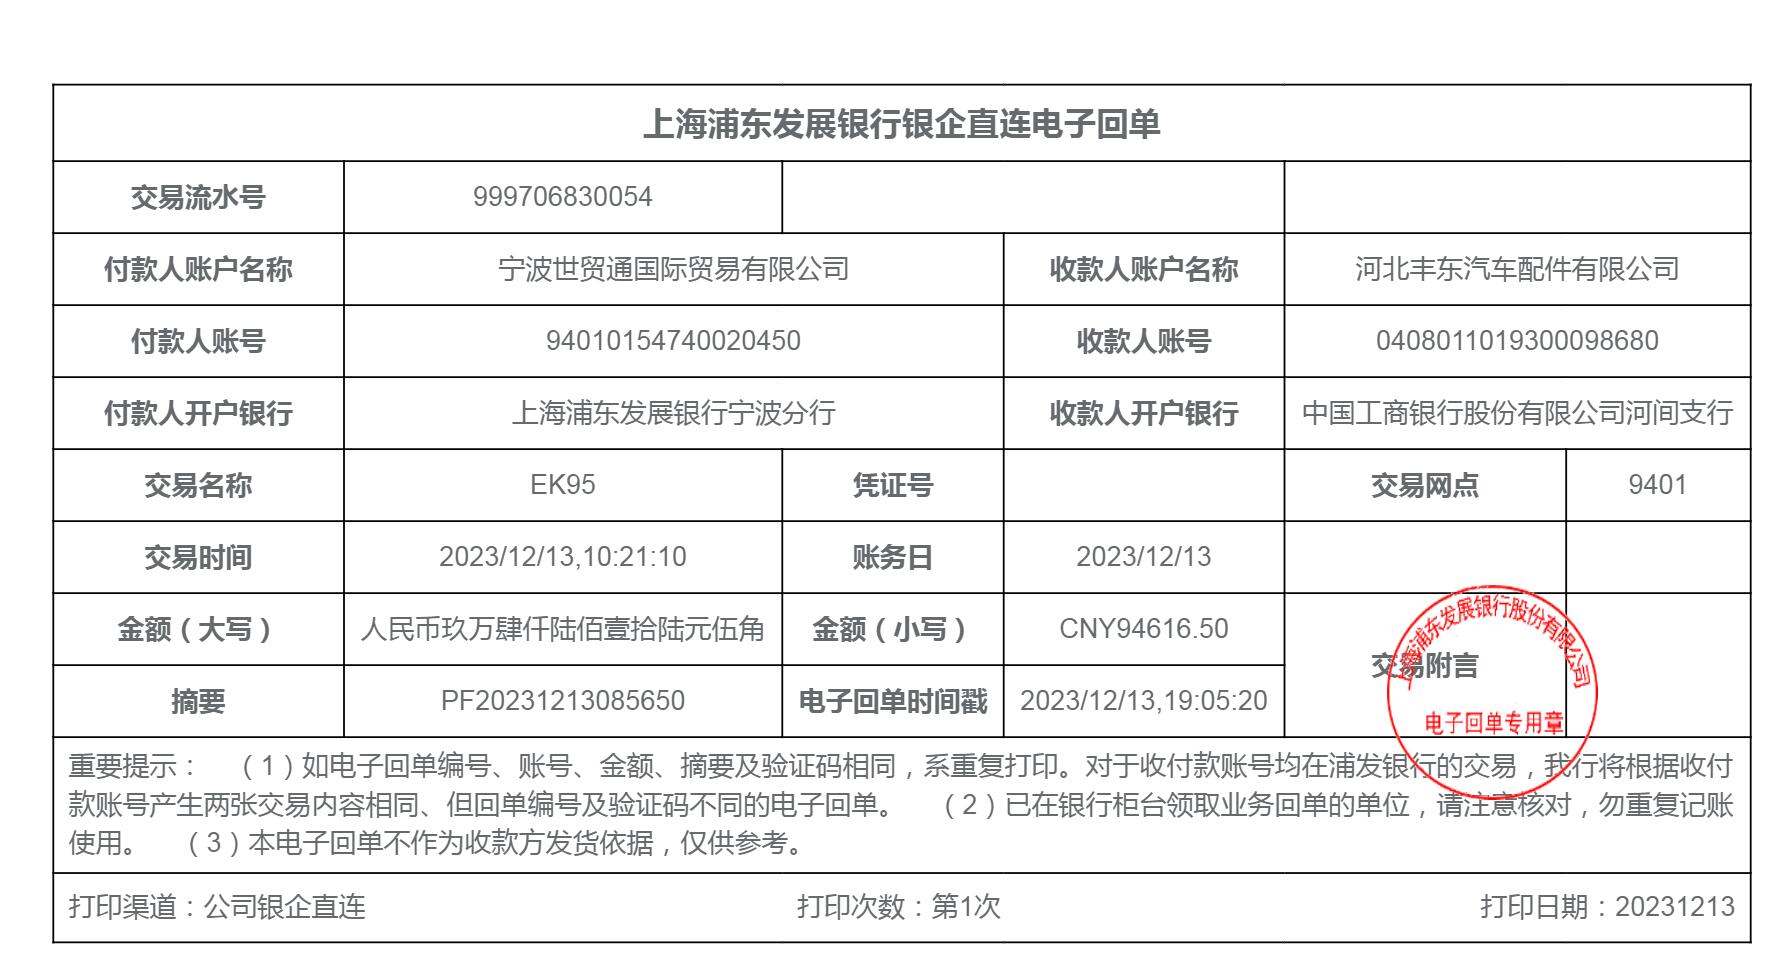 上海浦东发展银行银企直连电子回单
交易流水号 999706830054
付款人账户名称 宁波世贸通国际贸易有限公司 收款人账户名称 河北丰东汽车配件有限公司
付款人账号 94010154740020450 收款人账号 0408011019300098680
付款人开户银行 上海浦东发展银行宁波分行 收款人开户银行 中国工商银行股份有限公司河间支行
交易名称 EK95 凭证号 交易网点 9401
交易时间 2023/12/13,10:21:10 账务日 2023/12/13
金额（大写） 人民币玖万肆仟陆佰壹拾陆元伍角 金额（小写） CNY94616.50
交易附言
摘要 PF20231213085650 电子回单时间戳 2023/12/13,19:05:20
上海浦东发展银行股份有限公司
电子回单专用章
重要提示： （1）如电子回单编号、账号、金额、摘要及验证码相同，系重复打印。对于收付款账号均在浦发银行的交易，我行将根据收付
款账号产生两张交易内容相同、但回单编号及验证码不同的电子回单。 （2）已在银行柜台领取业务回单的单位，请注意核对，勿重复记账
使用。 （3）本电子回单不作为收款方发货依据，仅供参考。
打印渠道：公司银企直连 打印次数：第1次 打印日期：20231213